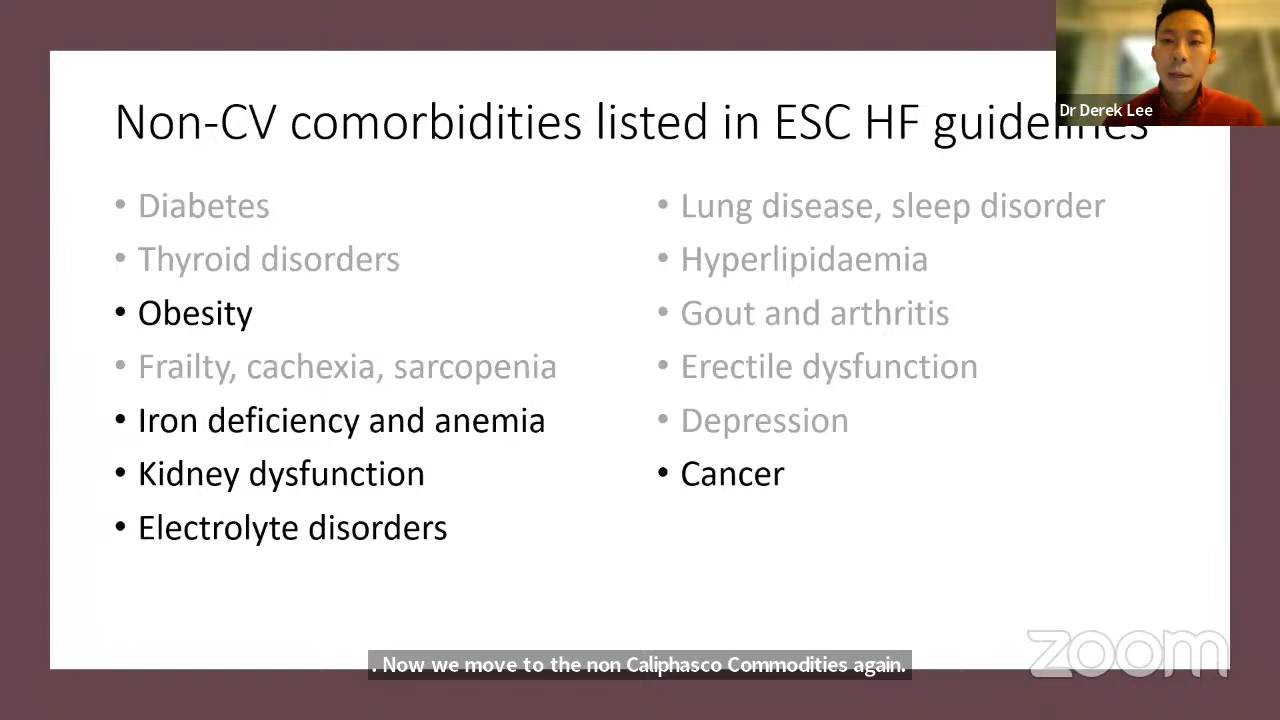 Non-CV comorbidities listed in ESC HF guidelines
Dr Derek Lee
• Diabetes
• Thyroid disorders
• Obesity
• Frailty, cachexia, sarcopenia
• Iron deficiency and anemia
• Kidney dysfunction
• Electrolyte disorders
• Lung disease, sleep disorder
• Hyperlipidaemia
• Gout and arthritis
• Erectile dysfunction
• Depression
• Cancer
. Now we move to the non Caliphasco Commodities again.
zoom